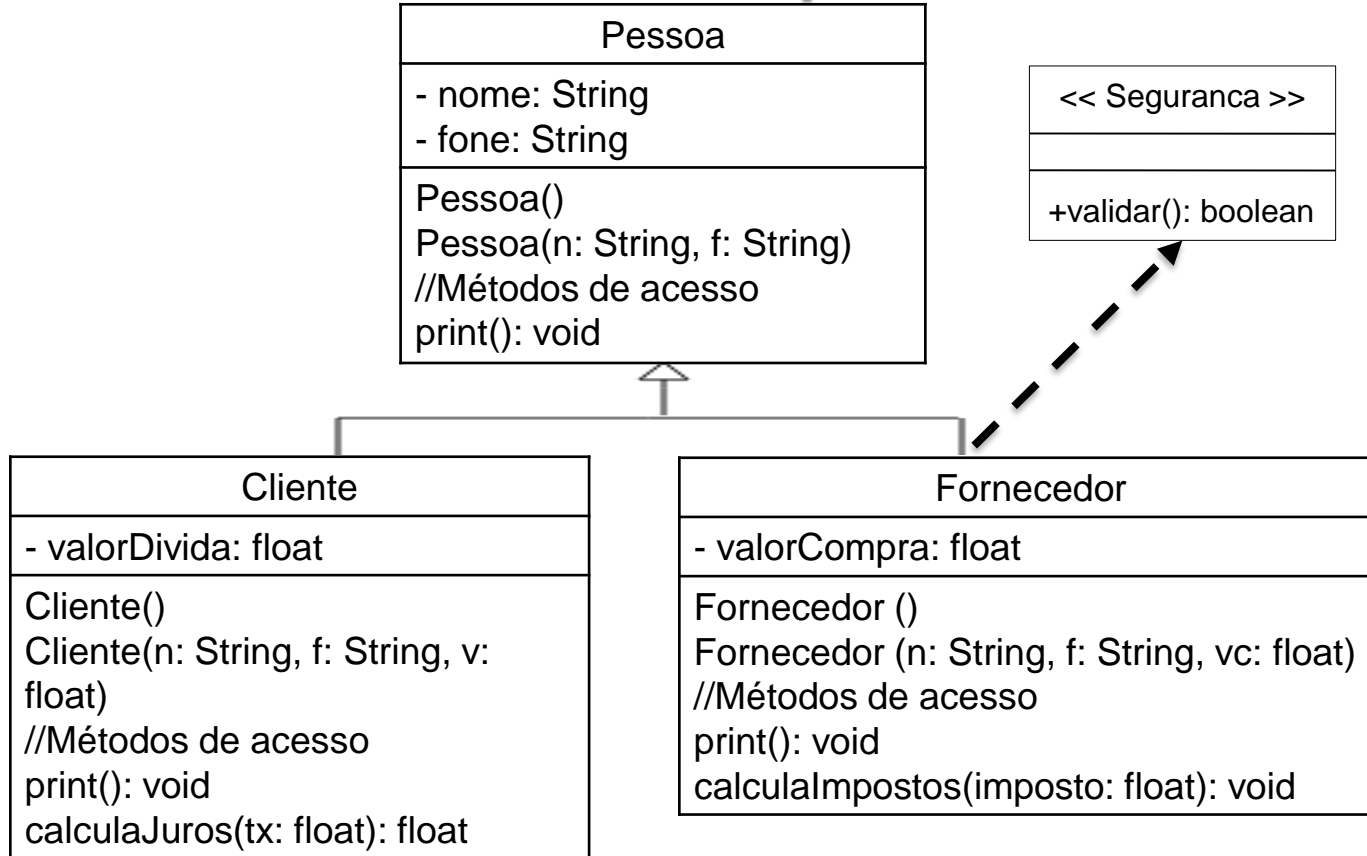 Pessoa
- nome: String
- fone: String
Pessoa()
Pessoa(n: String, f: String)
//Métodos de acesso
print(): void
<< Seguranca >>
+validar(): boolean
Cliente
- valorDivida: float
Cliente()
Cliente(n: String, f: String, v:
float)
//Métodos de acesso
print(): void
calculaJuros(tx: float): float
Fornecedor
- valorCompra: float
Fornecedor ()
Fornecedor (n: String, f: String, vc: float)
//Métodos de acesso
print(): void
calculaImpostos(imposto: float): void